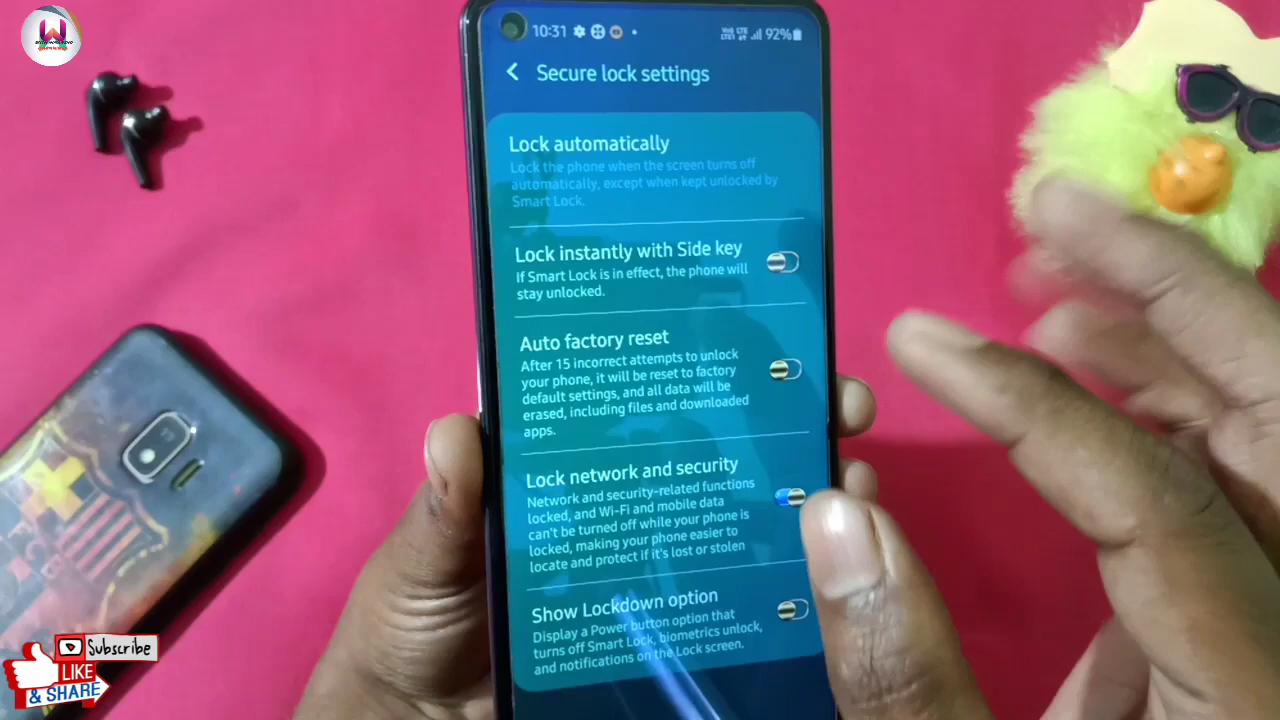 10:31
92%
Secure lock settings
Lock automatically
Lock the phone when the screen turns off
automatically, except when kept unlocked by
Smart Lock.
Lock instantly with Side key
If Smart Lock is in effect, the phone will
stay unlocked.
Auto factory reset
After 15 incorrect attempts to unlock
your phone, it will be reset to factory
default settings, and all data will be
erased, including files and downloaded
apps.
Lock network and security
Network and security-related functions
locked, and Wi-Fi and mobile data
can't be turned off while your phone is
locked, making your phone easier to
locate and protect if it's lost or stolen
Show Lockdown option
Display a Power button option that
turns off Smart Lock, biometrics unlock,
and notifications on the Lock screen.
Subscribe
LIKE
& SHARE